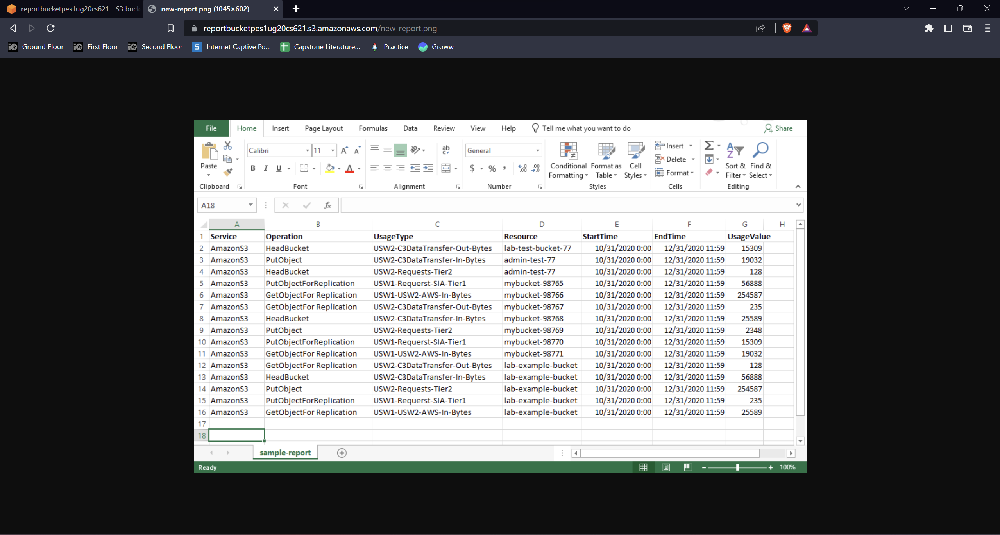 reportbucketpes1ug20cs621 - S3 buck
new-report.png (1045×602)
reportbucketpes1ug20cs621.s3.amazonaws.com/new-report.png
Ground Floor First Floor Second Floor Internet Captive Po... Capstone Literature... Practice Groww
File Home Insert Page Layout Formulas Data Review View Help Tell me what you want to do Share
Calibri 11 General Insert
Paste Conditional Format as Cell Delete Sort & Find &
B I U $ % Formatting Table Styles Format Filter Select
Clipboard Font Alignment Number Styles Cells Editing
A18 fx
A B C D E F G H
1 Service Operation UsageType Resource StartTime EndTime UsageValue
2 AmazonS3 HeadBucket USW2-C3DataTransfer-Out-Bytes lab-test-bucket-77 10/31/2020 0:00 12/31/2020 11:59 15309
3 AmazonS3 PutObject USW2-C3DataTransfer-In-Bytes admin-test-77 10/31/2020 0:00 12/31/2020 11:59 19032
4 AmazonS3 HeadBucket USW2-Requests-Tier2 admin-test-77 10/31/2020 0:00 12/31/2020 11:59 128
5 AmazonS3 PutObjectForReplication USW1-Requerst-SIA-Tier1 mybucket-98765 10/31/2020 0:00 12/31/2020 11:59 56888
6 AmazonS3 GetObjectFor Replication USW1-USW2-AWS-In-Bytes mybucket-98766 10/31/2020 0:00 12/31/2020 11:59 254587
7 AmazonS3 GetObjectFor Replication USW2-C3DataTransfer-Out-Bytes mybucket-98767 10/31/2020 0:00 12/31/2020 11:59 235
8 AmazonS3 HeadBucket USW2-C3DataTransfer-In-Bytes mybucket-98768 10/31/2020 0:00 12/31/2020 11:59 25589
9 AmazonS3 PutObject USW2-Requests-Tier2 mybucket-98769 10/31/2020 0:00 12/31/2020 11:59 2348
10 AmazonS3 PutObjectForReplication USW1-Requerst-SIA-Tier1 mybucket-98770 10/31/2020 0:00 12/31/2020 11:59 15309
11 AmazonS3 GetObjectFor Replication USW1-USW2-AWS-In-Bytes mybucket-98771 10/31/2020 0:00 12/31/2020 11:59 19032
12 AmazonS3 GetObjectFor Replication USW2-C3DataTransfer-Out-Bytes lab-example-bucket 10/31/2020 0:00 12/31/2020 11:59 128
13 AmazonS3 HeadBucket USW2-C3DataTransfer-In-Bytes lab-example-bucket 10/31/2020 0:00 12/31/2020 11:59 56888
14 AmazonS3 PutObject USW2-Requests-Tier2 lab-example-bucket 10/31/2020 0:00 12/31/2020 11:59 254587
15 AmazonS3 PutObjectForReplication USW1-Requerst-SIA-Tier1 lab-example-bucket 10/31/2020 0:00 12/31/2020 11:59 235
16 AmazonS3 GetObjectFor Replication USW1-USW2-AWS-In-Bytes lab-example-bucket 10/31/2020 0:00 12/31/2020 11:59 25589
17
18
sample-report
Ready 100%